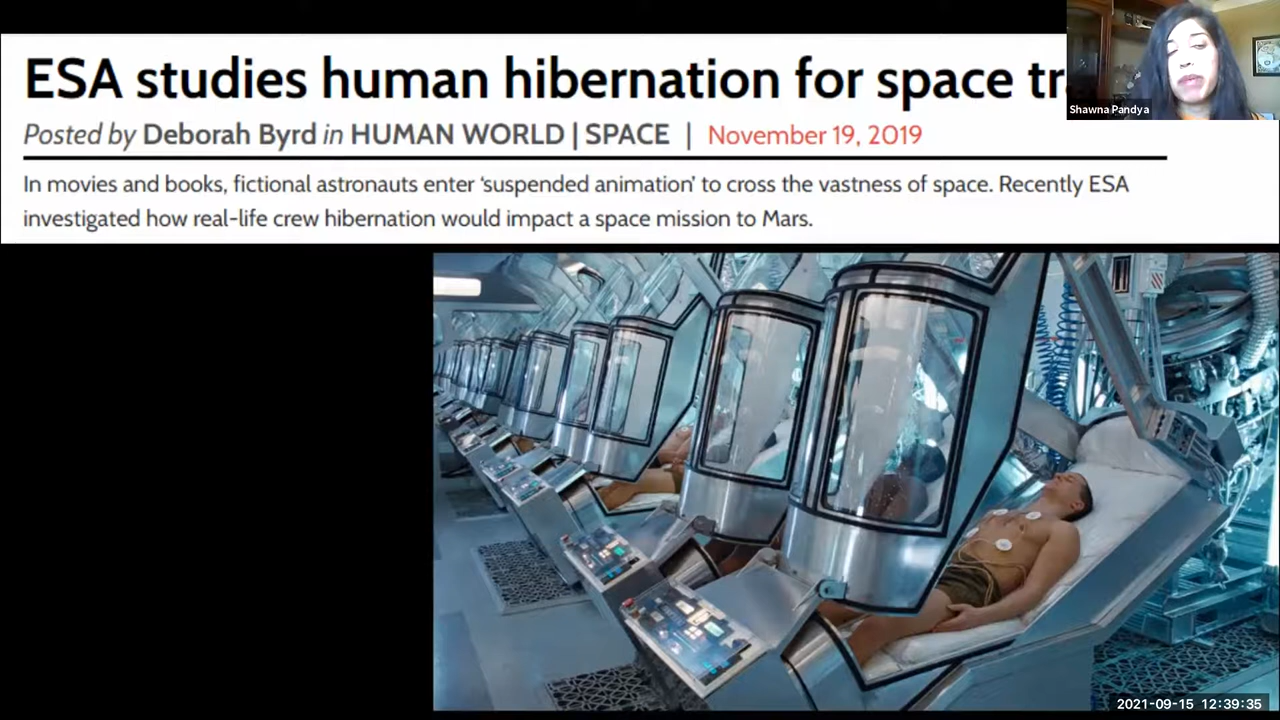 ESA studies human hibernation for space tr
Posted by Deborah Byrd in HUMAN WORLD | SPACE | November 19, 2019
In movies and books, fictional astronauts enter ‘suspended animation’ to cross the vastness of space. Recently ESA
investigated how real-life crew hibernation would impact a space mission to Mars.
Shawna Pandya
2021-09-15 12:39:35